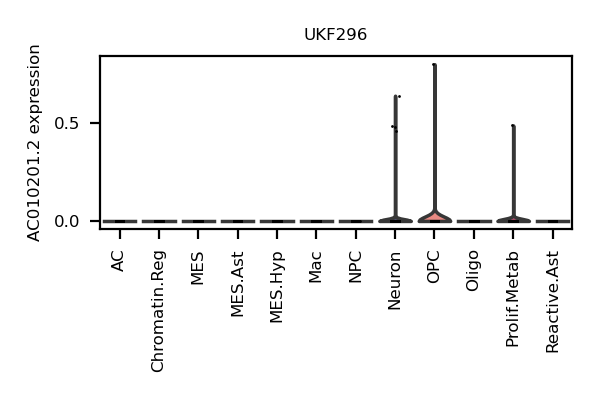 UKF296
AC010201.2 expression
0.5
0.0
AC
Chromatin.Reg
MES
MES.Ast
MES.Hyp
Mac
NPC
Neuron
OPC
Oligo
Prolif.Metab
Reactive.Ast